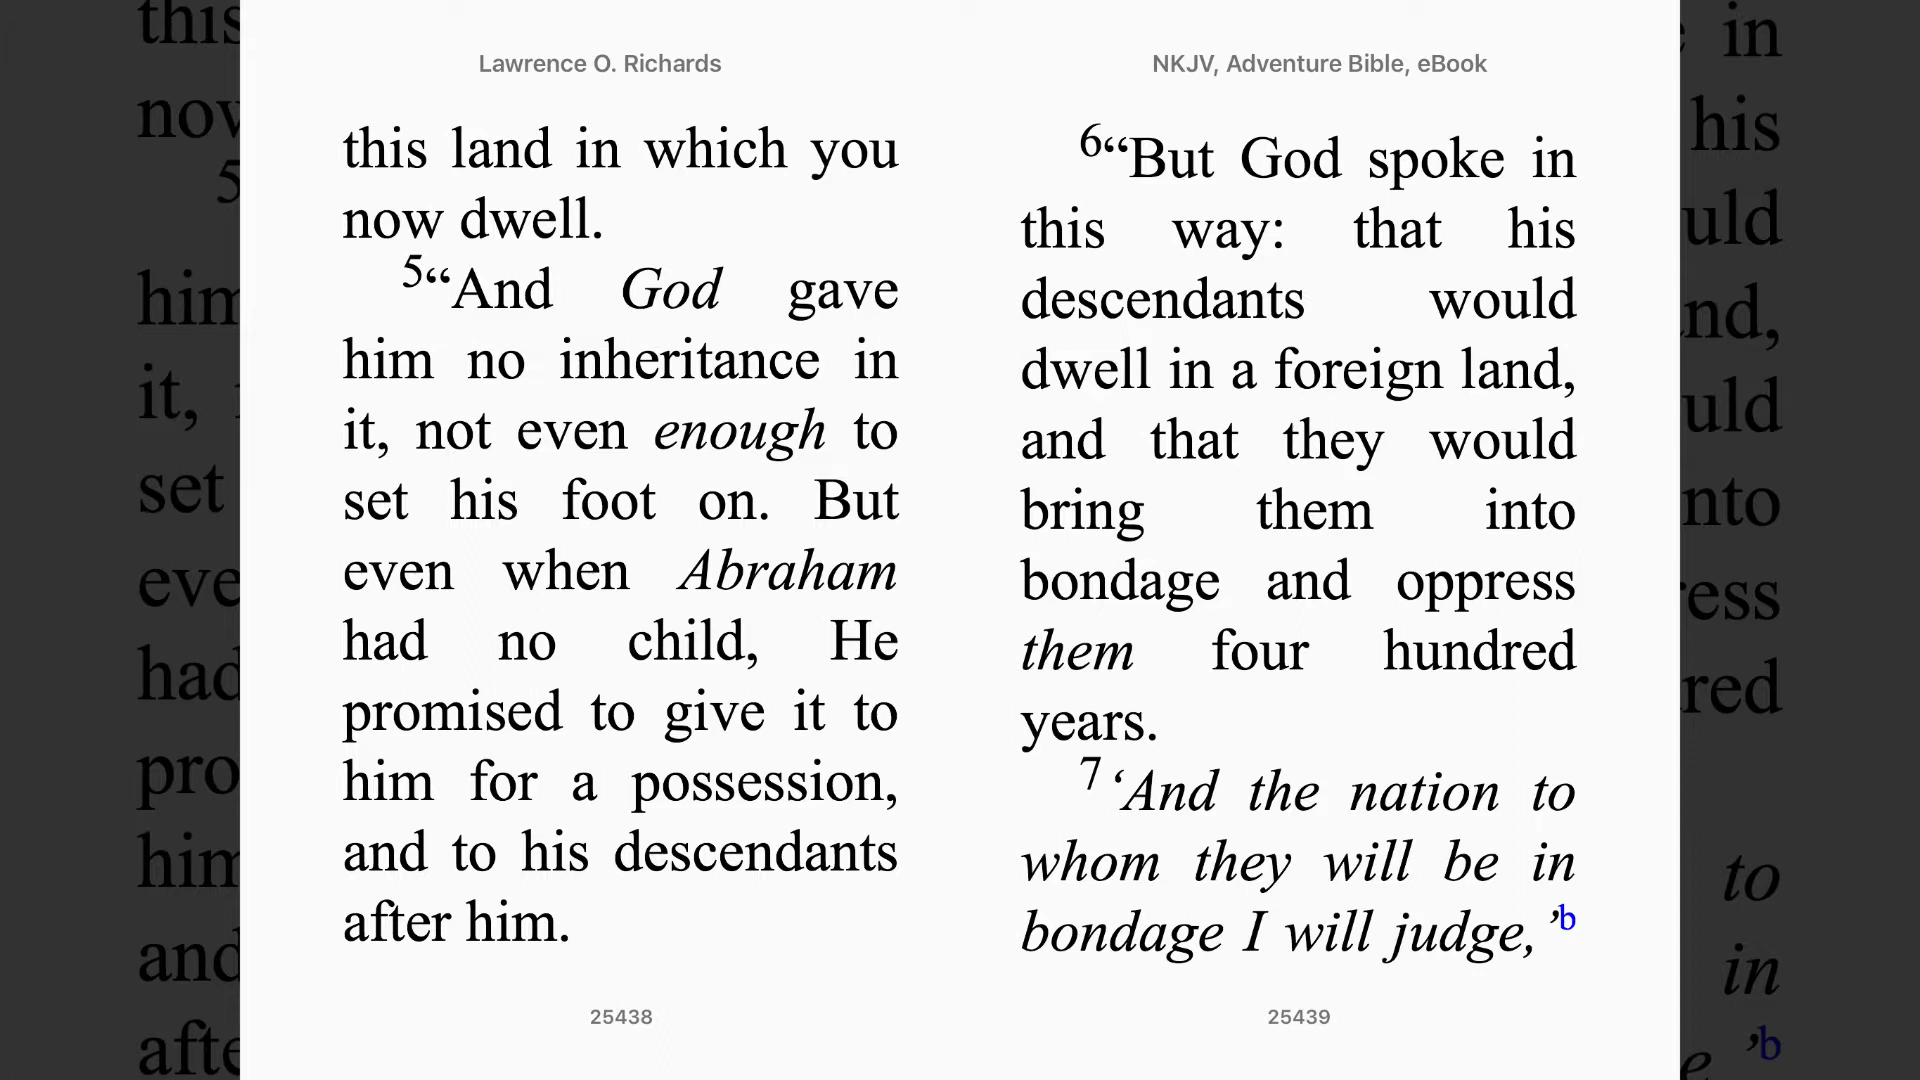 Lawrence O. Richards
this land in which you
now dwell.
5“And God gave
him no inheritance in
it, not even enough to
set his foot on. But
even when Abraham
had no child, He
promised to give it to
him for a possession,
and to his descendants
after him.
25438
NKJV, Adventure Bible, eBook
6“But God spoke in
this way: that his
descendants would
dwell in a foreign land,
and that they would
bring them into
bondage and oppress
them four hundred
years.
7 ‘And the nation to
whom they will be in
bondage I will judge, ’b
25439